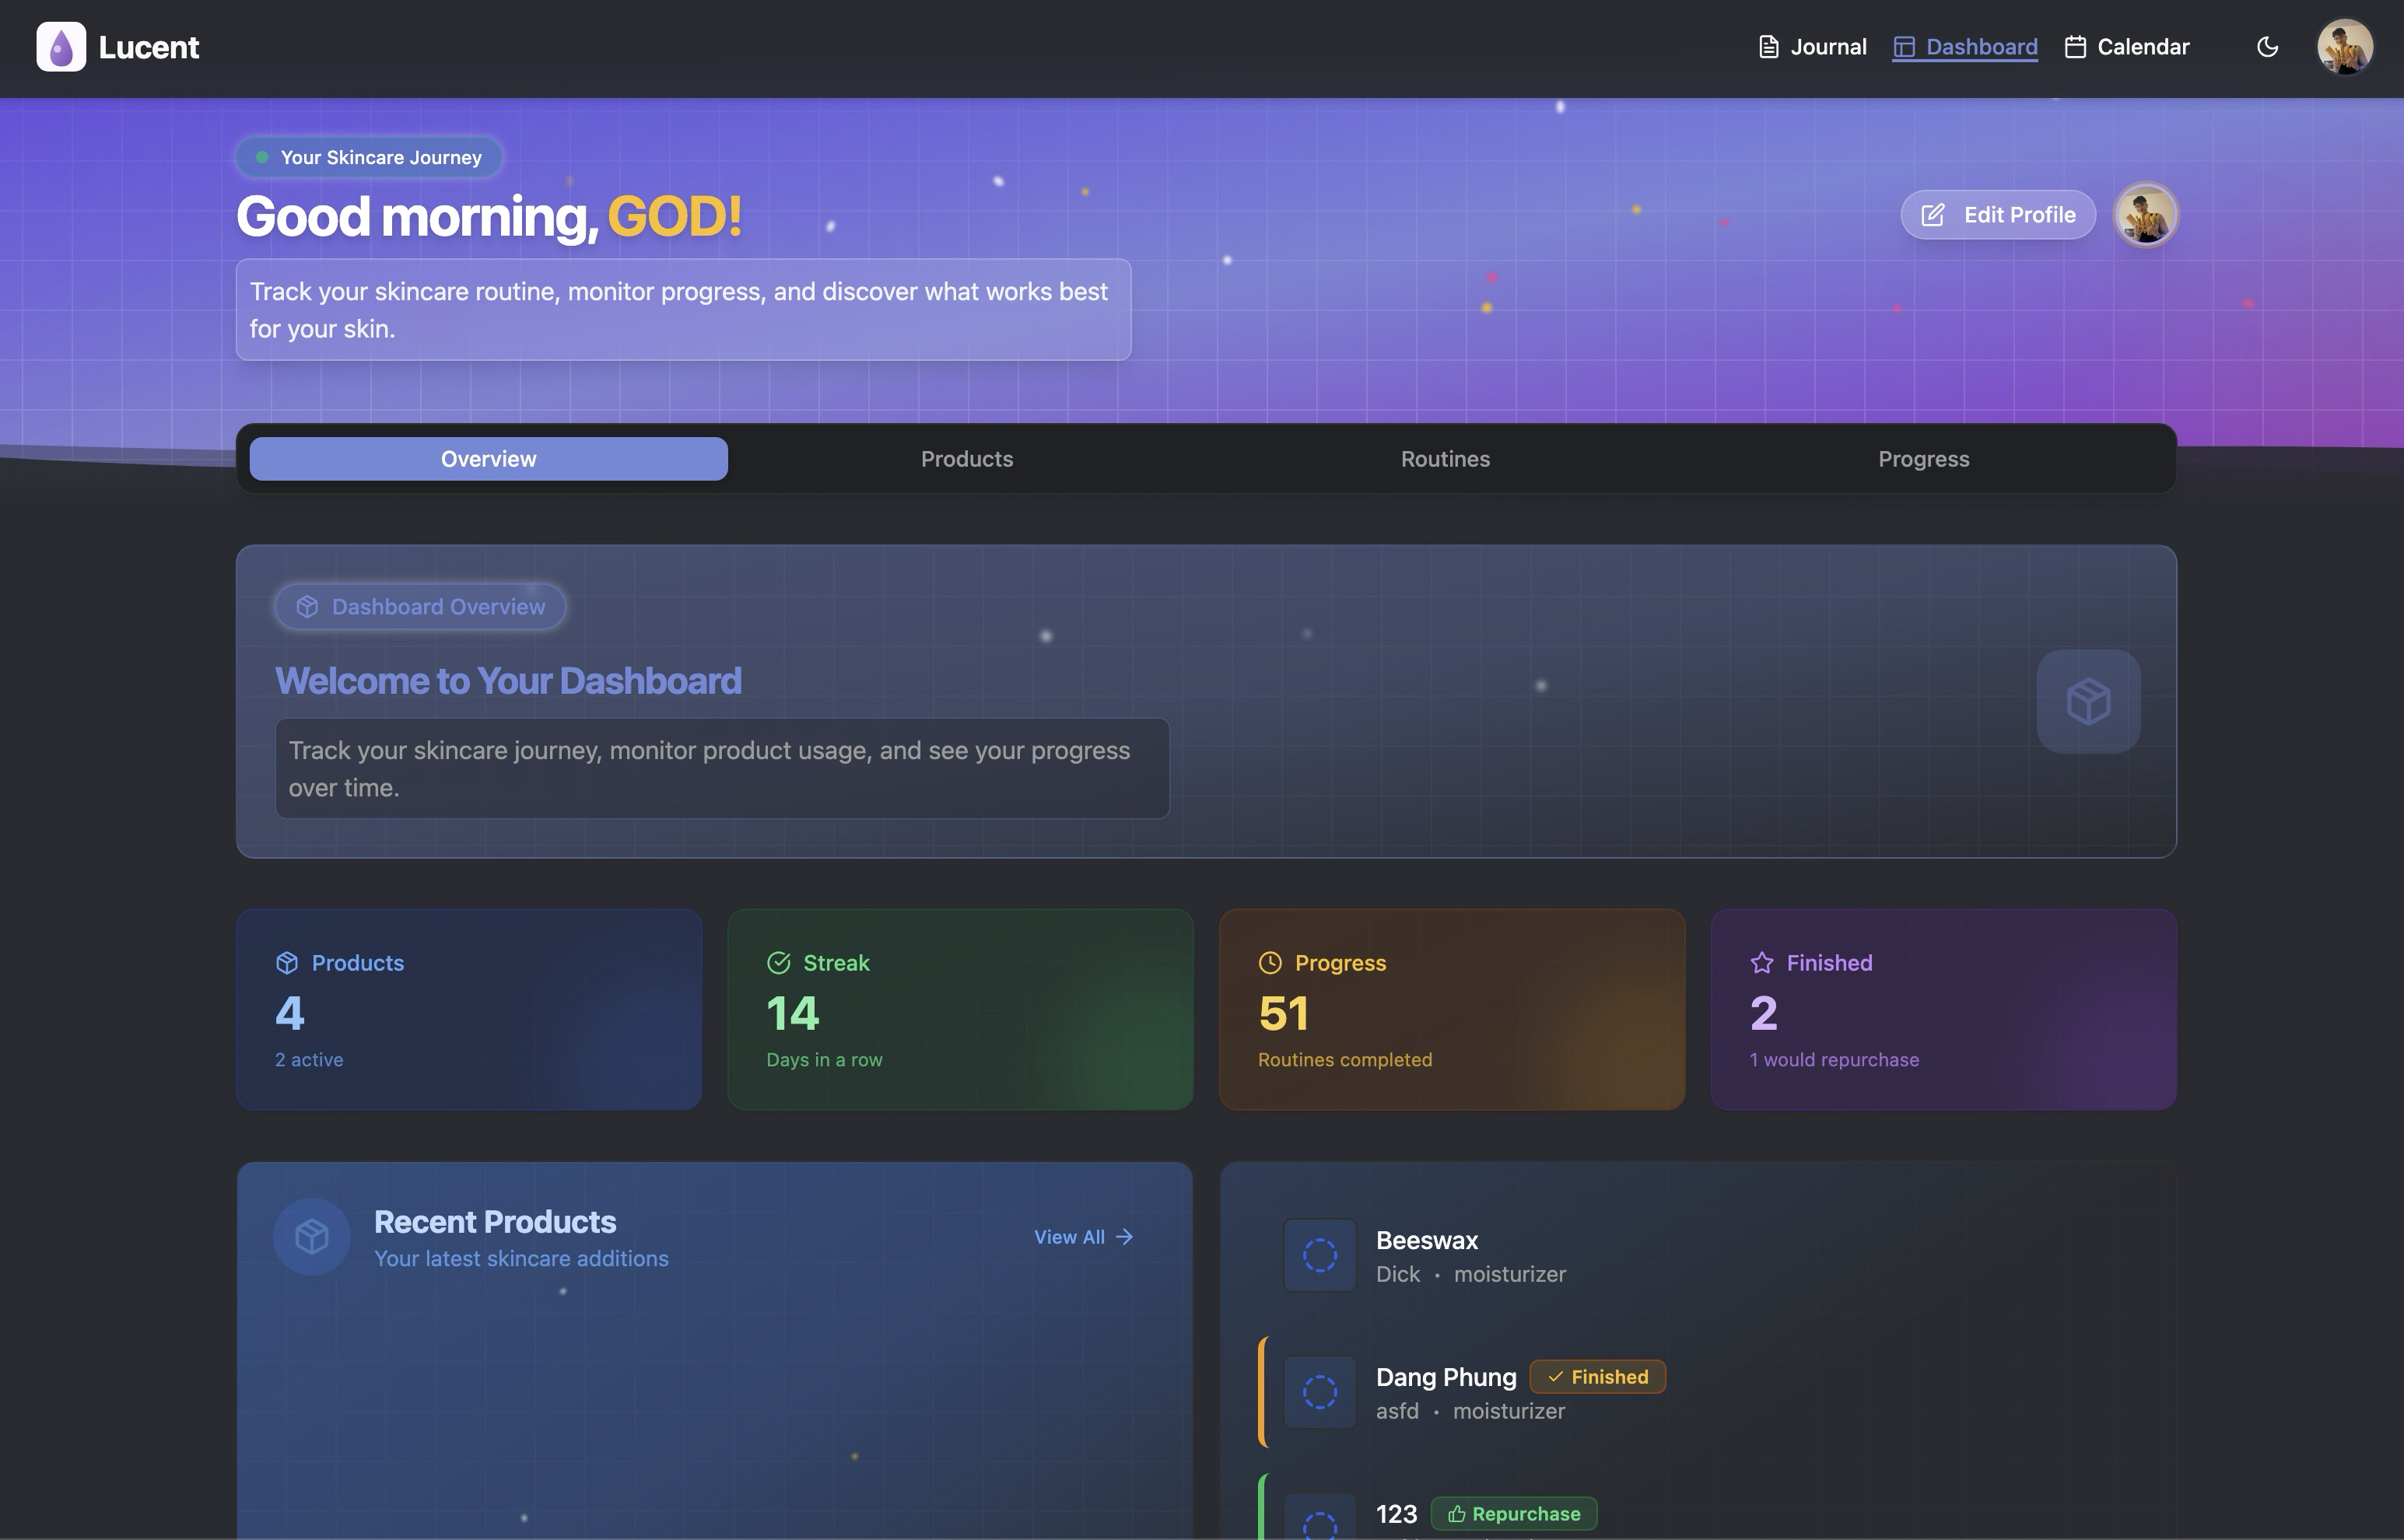 Lucent
Journal
Dashboard
Calendar
Your Skincare Journey
Good morning, GOD!
Edit Profile
Track your skincare routine, monitor progress, and discover what works best
for your skin.
Overview
Products
Routines
Progress
Dashboard Overview
Welcome to Your Dashboard
Track your skincare journey, monitor product usage, and see your progress
over time.
Products
4
2 active
Streak
14
Days in a row
Progress
51
Routines completed
Finished
2
1 would repurchase
Recent Products
Your latest skincare additions
View All
Beeswax
Dick • moisturizer
Dang Phung
Finished
asfd • moisturizer
123
Repurchase